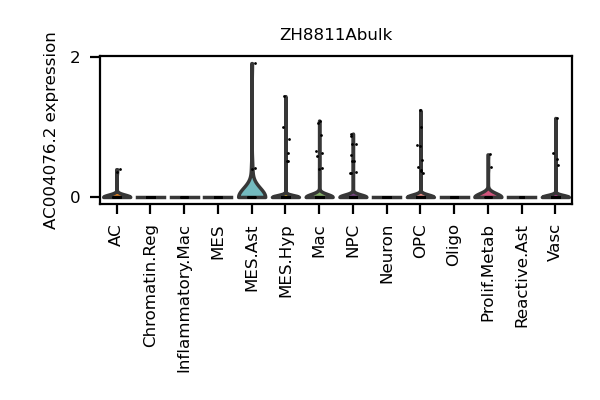 ZH8811Abulk
AC004076.2 expression
2
0
AC
Chromatin.Reg
Inflammatory.Mac
MES
MES.Ast
MES.Hyp
Mac
NPC
Neuron
OPC
Oligo
Prolif.Metab
Reactive.Ast
Vasc